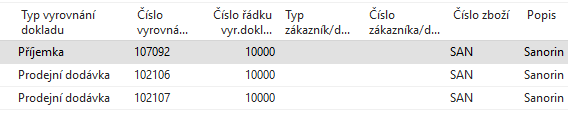 Typ vyrovnání dokladu Číslo vyrovná... Číslo řádku vyr.dokl... Typ zákazník/d... Číslo zákazníka/d... Číslo zboží Popis
Příjemka 107092 10000 SAN Sanorin
Prodejní dodávka 102106 10000 SAN Sanorin
Prodejní dodávka 102107 10000 SAN Sanorin